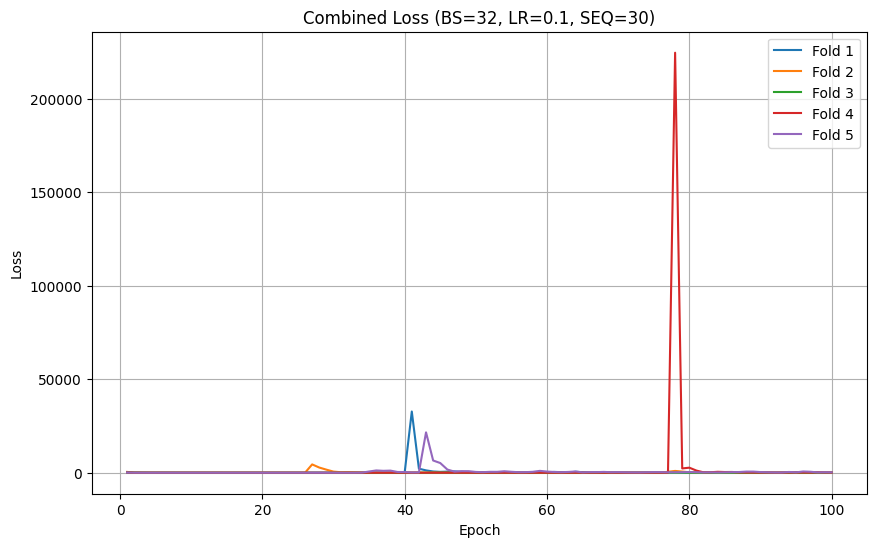 Combined Loss (BS=32, LR=0.1, SEQ=30)
Fold 1
Fold 2
Fold 3
Fold 4
Fold 5
Loss
200000
150000
100000
50000
0
0 20 40 60 80 100
Epoch